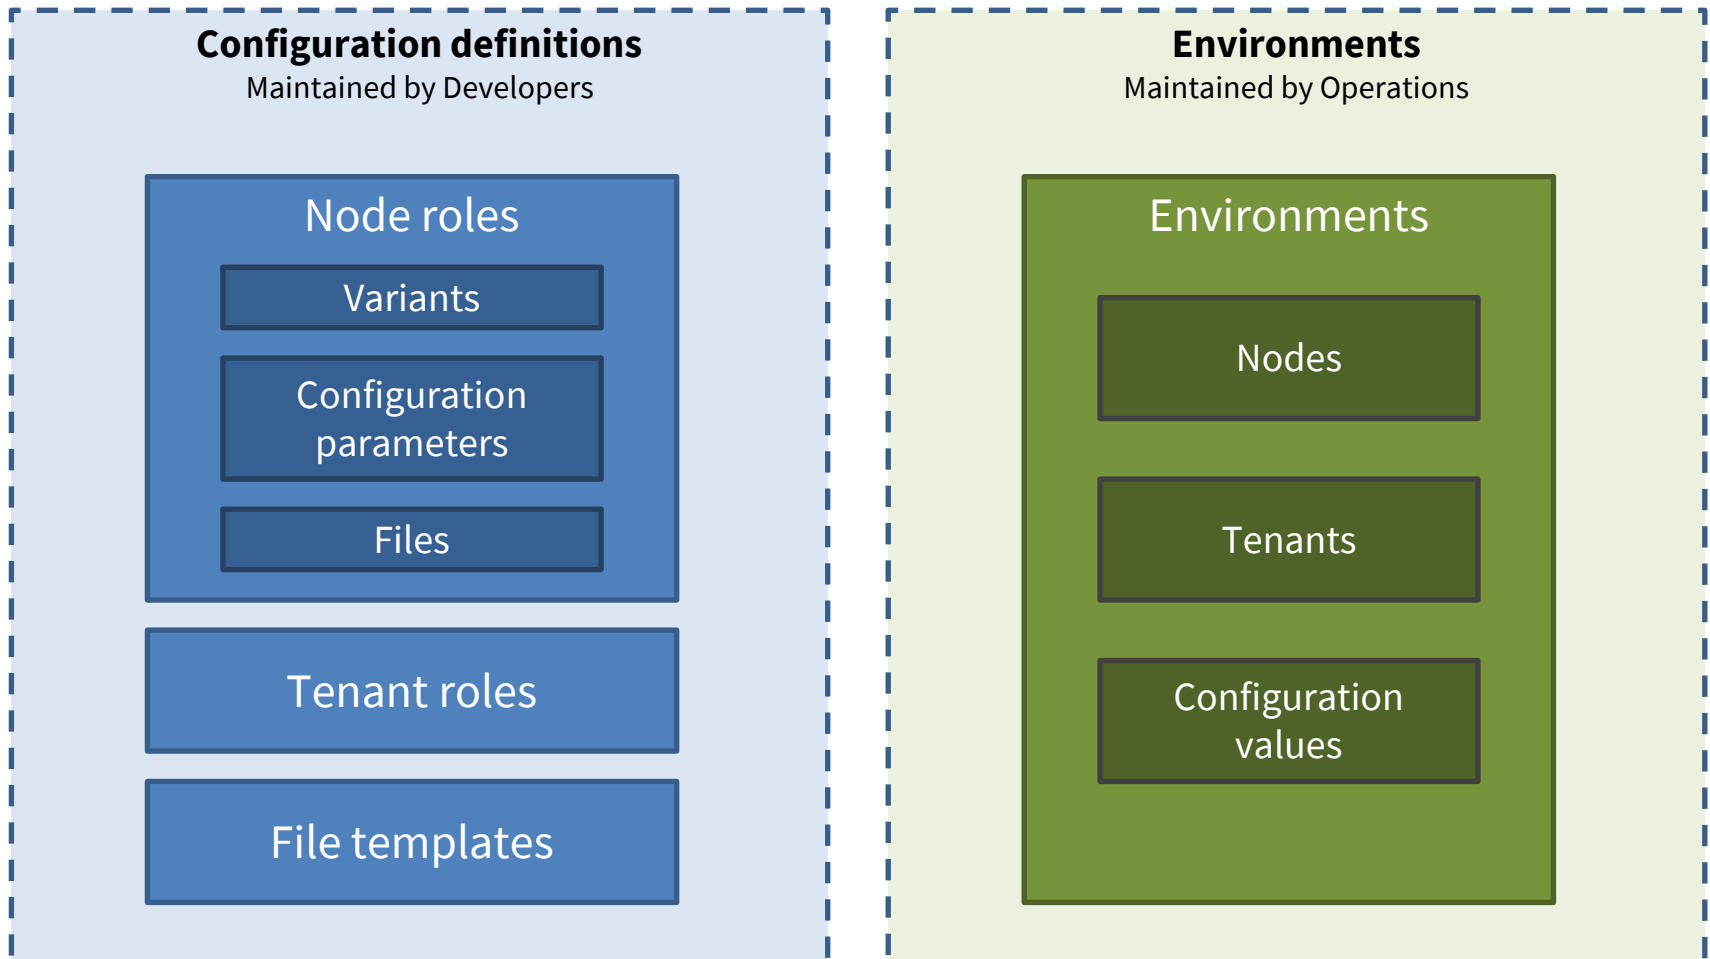 Configuration definitions
Maintained by Developers
Node roles
Variants
Configuration
parameters
Files
Tenant roles
File templates
Environments
Maintained by Operations
Environments
Nodes
Tenants
Configuration
values